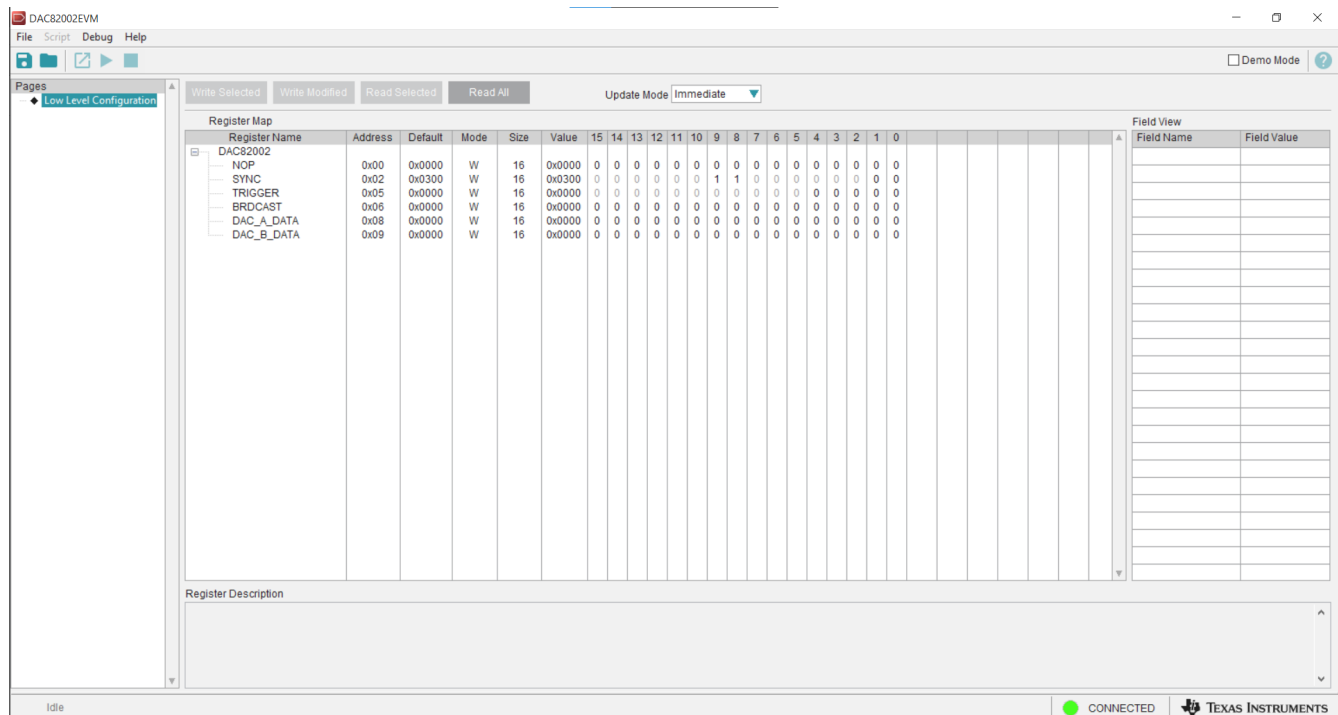 DAC82002EVM
File Script Debug Help
Demo Mode ?
Pages
Low Level Configuration
Write Selected Write Modified Read Selected Read All Update Mode Immediate
Register Map
Register Name Address Default Mode Size Value 15 14 13 12 11 10 9 8 7 6 5 4 3 2 1 0
DAC82002
NOP 0x00 0x0000 W 16 0x0000 0 0 0 0 0 0 0 0 0 0 0 0 0 0 0 0
SYNC 0x02 0x0300 W 16 0x0300 0 0 0 0 0 0 1 1 0 0 0 0 0 0 0 0
TRIGGER 0x05 0x0000 W 16 0x0000 0 0 0 0 0 0 0 0 0 0 0 0 0 0 0 0
BRDCAST 0x06 0x0000 W 16 0x0000 0 0 0 0 0 0 0 0 0 0 0 0 0 0 0 0
DAC_A_DATA 0x08 0x0000 W 16 0x0000 0 0 0 0 0 0 0 0 0 0 0 0 0 0 0 0
DAC_B_DATA 0x09 0x0000 W 16 0x0000 0 0 0 0 0 0 0 0 0 0 0 0 0 0 0 0
Field View
Field Name Field Value
Register Description
Idle
CONNECTED
TEXAS INSTRUMENTS